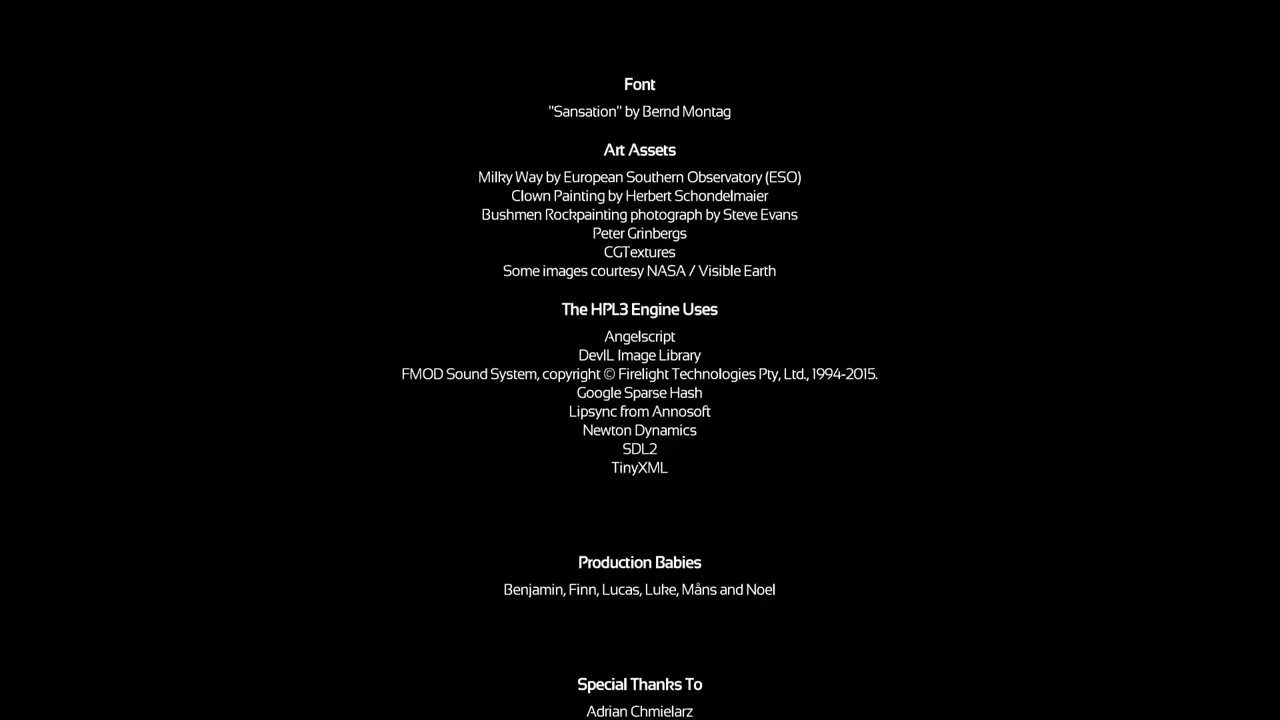 Font
"Sansation" by Bernd Montag
Art Assets
Milky Way by European Southern Observatory (ESO)
Clown Painting by Herbert Schondelmaier
Bushmen Rockpainting photograph by Steve Evans
Peter Grinbergs
CGTextures
Some images courtesy NASA / Visible Earth
The HPL3 Engine Uses
Angelscript
DevIL Image Library
FMOD Sound System, copyright © Firelight Technologies Pty, Ltd., 1994-2015.
Google Sparse Hash
Lipsync from Annosoft
Newton Dynamics
SDL2
TinyXML
Production Babies
Benjamin, Finn, Lucas, Luke, Måns and Noel
Special Thanks To
Adrian Chmielarz